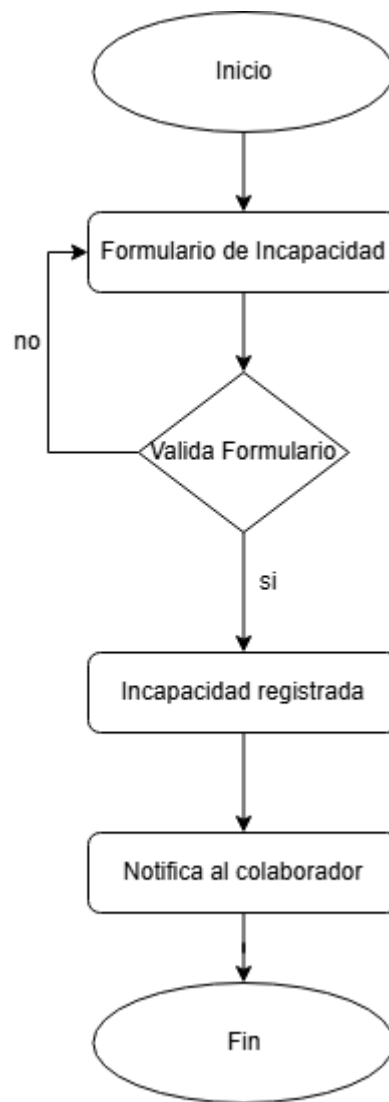 Inicio
Formulario de Incapacidad
no
Valida Formulario
si
Incapacidad registrada
Notifica al colaborador
Fin